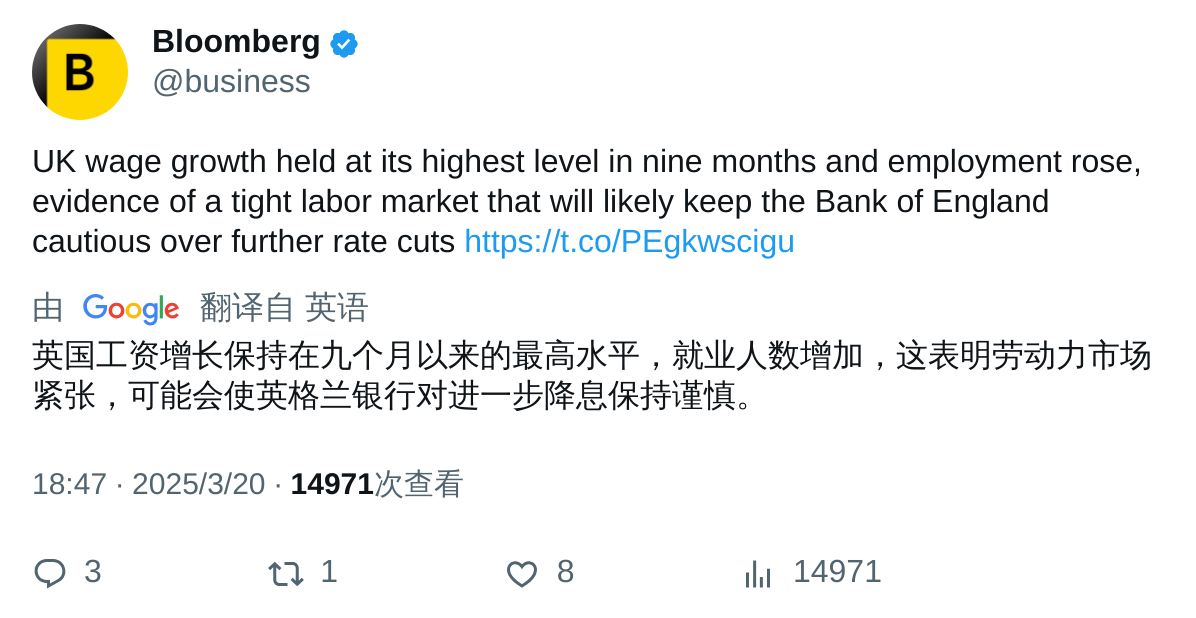 B
Bloomberg
@business
UK wage growth held at its highest level in nine months and employment rose,
evidence of a tight labor market that will likely keep the Bank of England
cautious over further rate cuts https://t.co/PEgkwscigu
由 Google 翻译自 英语
英国工资增长保持在九个月以来的最高水平，就业人数增加，这表明劳动力市场
紧张，可能会使英格兰银行对进一步降息保持谨慎。
18:47 · 2025/3/20 · 14971次查看
3 1 8 14971